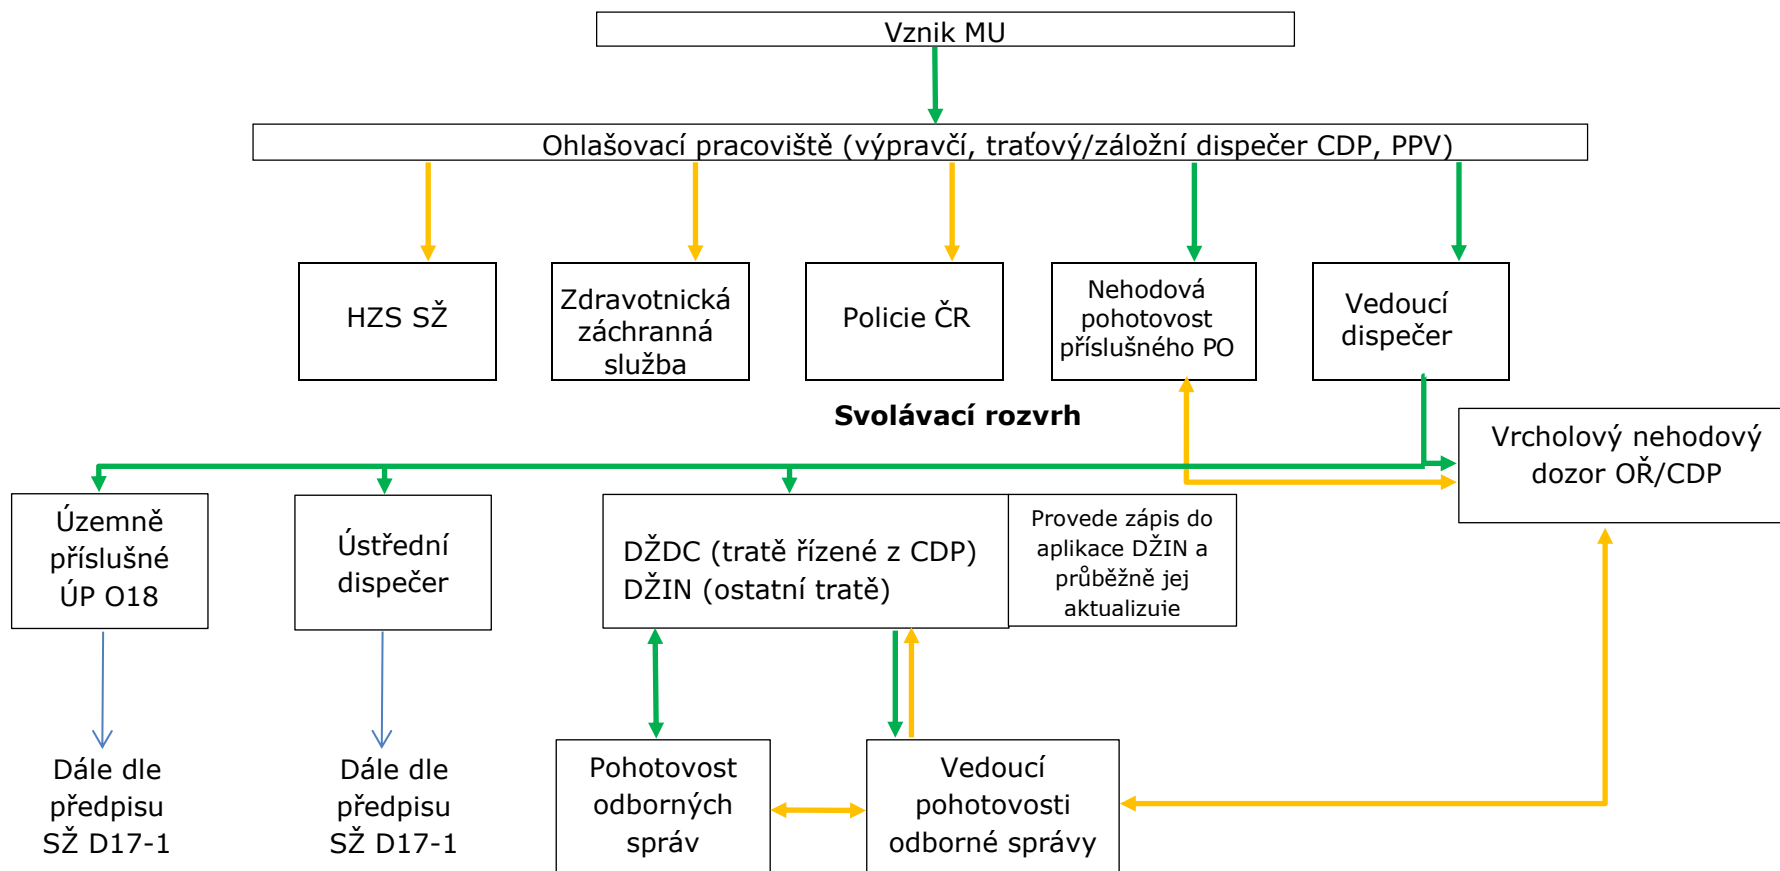 Vznik MU
Ohlašovací pracoviště (výpravčí, traťový/záložní dispečer CDP, PPV)
HZS SŽ
Zdravotnická
záchranná
služba
Policie ČR
Nehodová
pohotovost
příslušného PO
Vedoucí
dispečer
Svolávací rozvrh
Vrcholový nehodový
dozor OŘ/CDP
Územně
příslušné
ÚP O18
Ústřední
dispečer
DŽDC (tratě řízené z CDP)
DŽIN (ostatní tratě)
Provede zápis do
aplikace DŽIN a
průběžně jej
aktualizuie
Dále dle
předpisu
SŽ D17-1
Dále dle
předpisu
SŽ D17-1
Pohotovost
odborných
správ
Vedoucí
pohotovosti
odborné správy